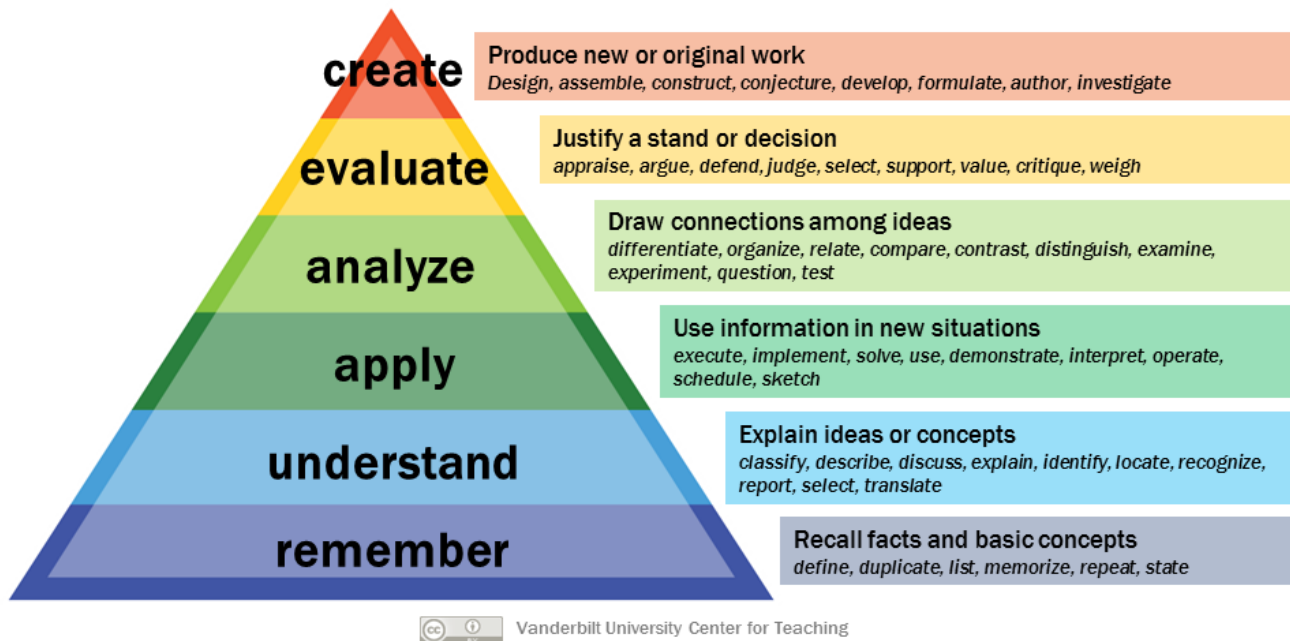 create
Produce new or original work
Design, assemble, construct, conjecture, develop, formulate, author, investigate
evaluate
Justify a stand or decision
appraise, argue, defend, judge, select, support, value, critique, weigh
analyze
Draw connections among ideas
differentiate, organize, relate, compare, contrast, distinguish, examine,
experiment, question, test
apply
Use information in new situations
execute, implement, solve, use, demonstrate, interpret, operate,
schedule, sketch
understand
Explain ideas or concepts
classify, describe, discuss, explain, identify, locate, recognize,
report, select, translate
remember
Recall facts and basic concepts
define, duplicate, list, memorize, repeat, state
cc
Vanderbilt University Center for Teaching